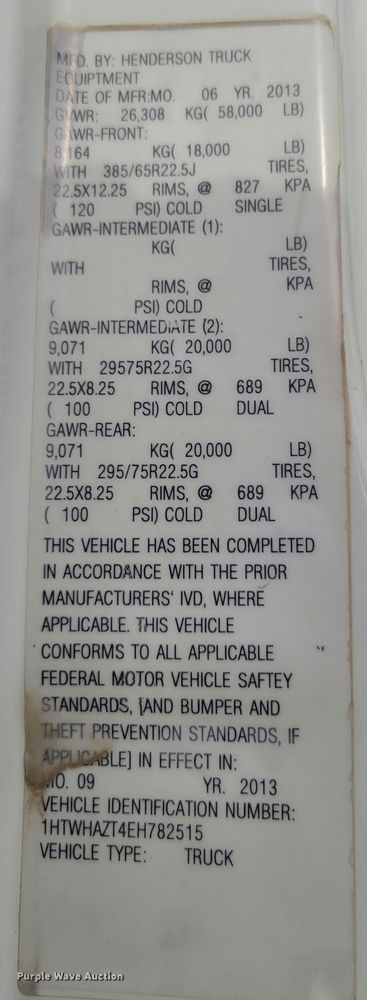 MFD. BY: HENDERSON TRUCK
EQUIPTMENT
DATE OF MFR:MO. 06 YR. 2013
GVWR: 26,308 KG( 58,000 LB)
GAWR-FRONT:
8,164 KG( 18,000 LB)
WITH 385/65R22.5J TIRES,
22.5X12.25 RIMS, @ 827 KPA
( 120 PSI) COLD SINGLE
GAWR-INTERMEDIATE (1):
KG( LB)
WITH TIRES,
RIMS, @ KPA
( PSI) COLD
GAWR-INTERMEDIATE (2):
9,071 KG( 20,000 LB)
WITH 29575R22.5G TIRES,
22.5X8.25 RIMS, @ 689 KPA
( 100 PSI) COLD DUAL
GAWR-REAR:
9,071 KG( 20,000 LB)
WITH 295/75R22.5G TIRES,
22.5X8.25 RIMS, @ 689 KPA
( 100 PSI) COLD DUAL
THIS VEHICLE HAS BEEN COMPLETED
IN ACCORDANCE WITH THE PRIOR
MANUFACTURERS' IVD, WHERE
APPLICABLE. THIS VEHICLE
CONFORMS TO ALL APPLICABLE
FEDERAL MOTOR VEHICLE SAFTEY
STANDARDS, [AND BUMPER AND
THEFT PREVENTION STANDARDS, IF
APPLICABLE] IN EFFECT IN:
MO. 09 YR. 2013
VEHICLE IDENTIFICATION NUMBER:
1HTWHAZT4EH782515
VEHICLE TYPE: TRUCK
Purple Wave Auction